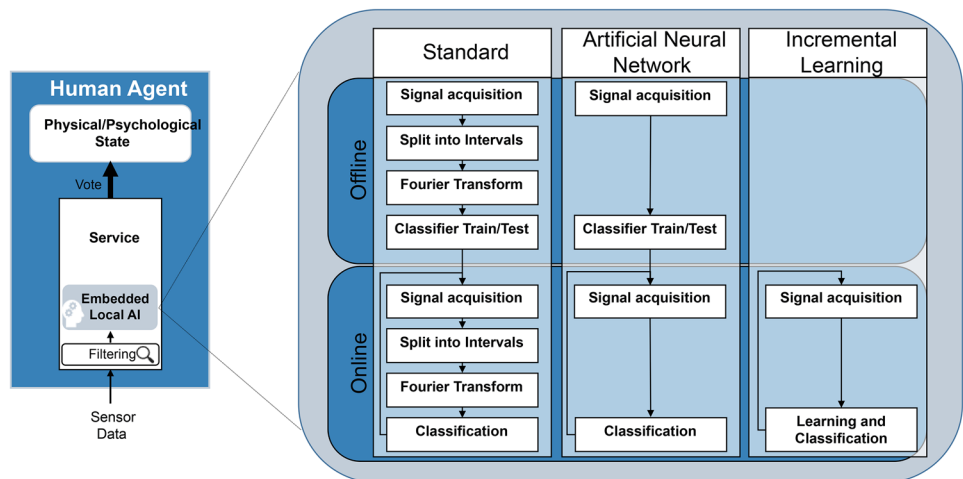 Human Agent
Physical/Psychological
State
Vote
Service
Embedded
Local AI
Filtering
Sensor
Data
Standard
Artificial Neural
Network
Incremental
Learning
Offline
Signal acquisition
Split into Intervals
Fourier Transform
Classifier Train/Test
Signal acquisition
Classifier Train/Test
Online
Signal acquisition
Split into Intervals
Fourier Transform
Classification
Signal acquisition
Classification
Signal acquisition
Learning and
Classification